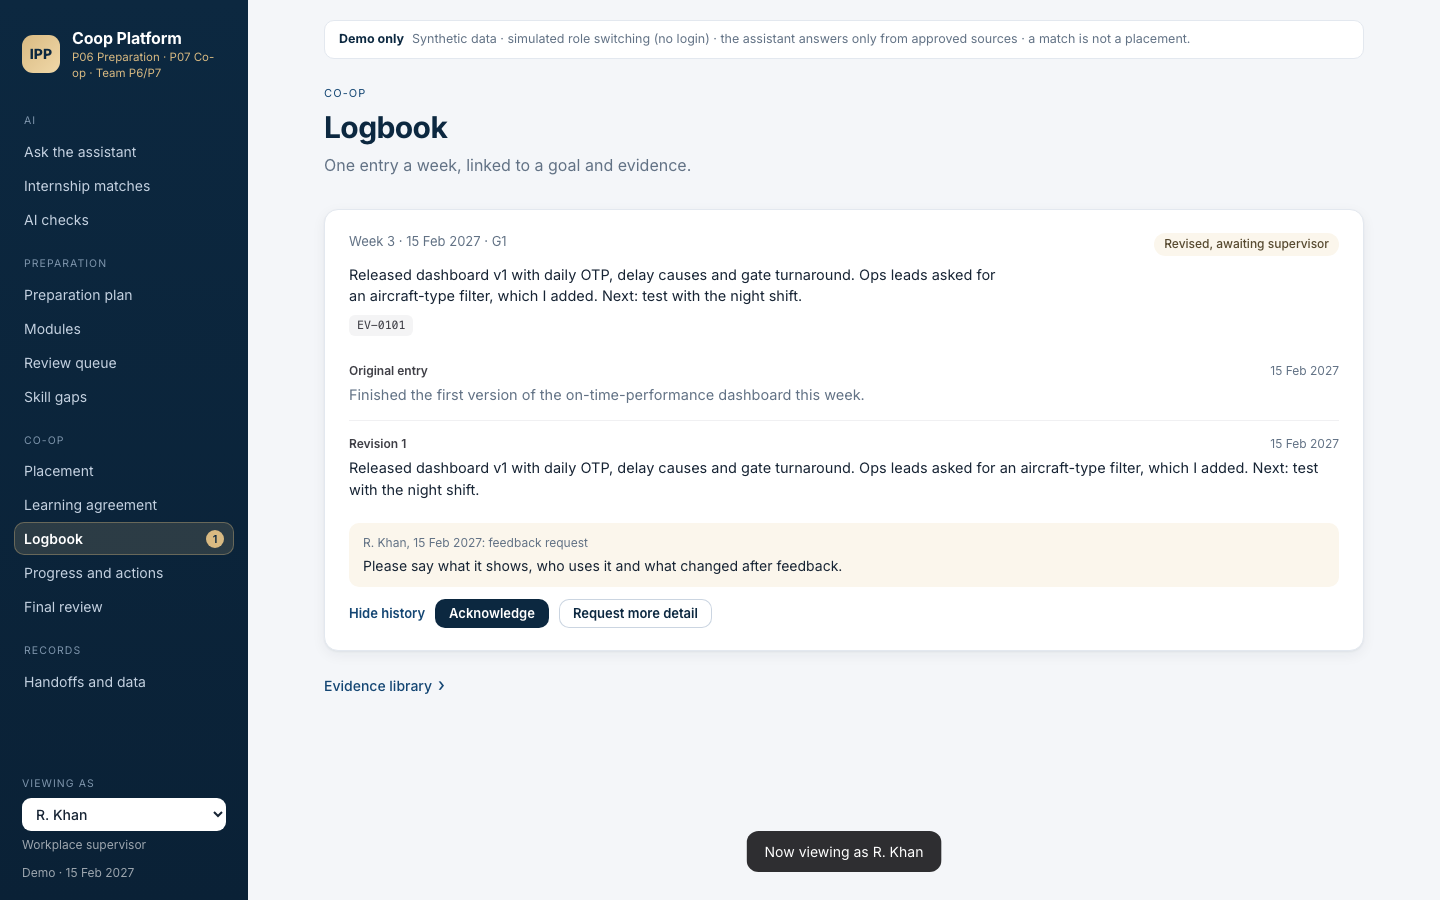 IPP
Coop Platform
P06 Preparation · P07 Co-
op · Team P6/P7
AI
Ask the assistant
Internship matches
AI checks
PREPARATION
Preparation plan
Modules
Review queue
Skill gaps
CO-OP
Placement
Learning agreement
Logbook 1
Progress and actions
Final review
RECORDS
Handoffs and data
VIEWING AS
R. Khan
Workplace supervisor
Demo · 15 Feb 2027
Demo only Synthetic data · simulated role switching (no login) · the assistant answers only from approved sources · a match is not a placement.
CO-OP
Logbook
One entry a week, linked to a goal and evidence.
Week 3 · 15 Feb 2027 · G1
Revised, awaiting supervisor
Released dashboard v1 with daily OTP, delay causes and gate turnaround. Ops leads asked for
an aircraft-type filter, which I added. Next: test with the night shift.
EV-0101
Original entry 15 Feb 2027
Finished the first version of the on-time-performance dashboard this week.
Revision 1 15 Feb 2027
Released dashboard v1 with daily OTP, delay causes and gate turnaround. Ops leads asked for an aircraft-type filter, which I added. Next: test
with the night shift.
R. Khan, 15 Feb 2027: feedback request
Please say what it shows, who uses it and what changed after feedback.
Hide history Acknowledge Request more detail
Evidence library ›
Now viewing as R. Khan